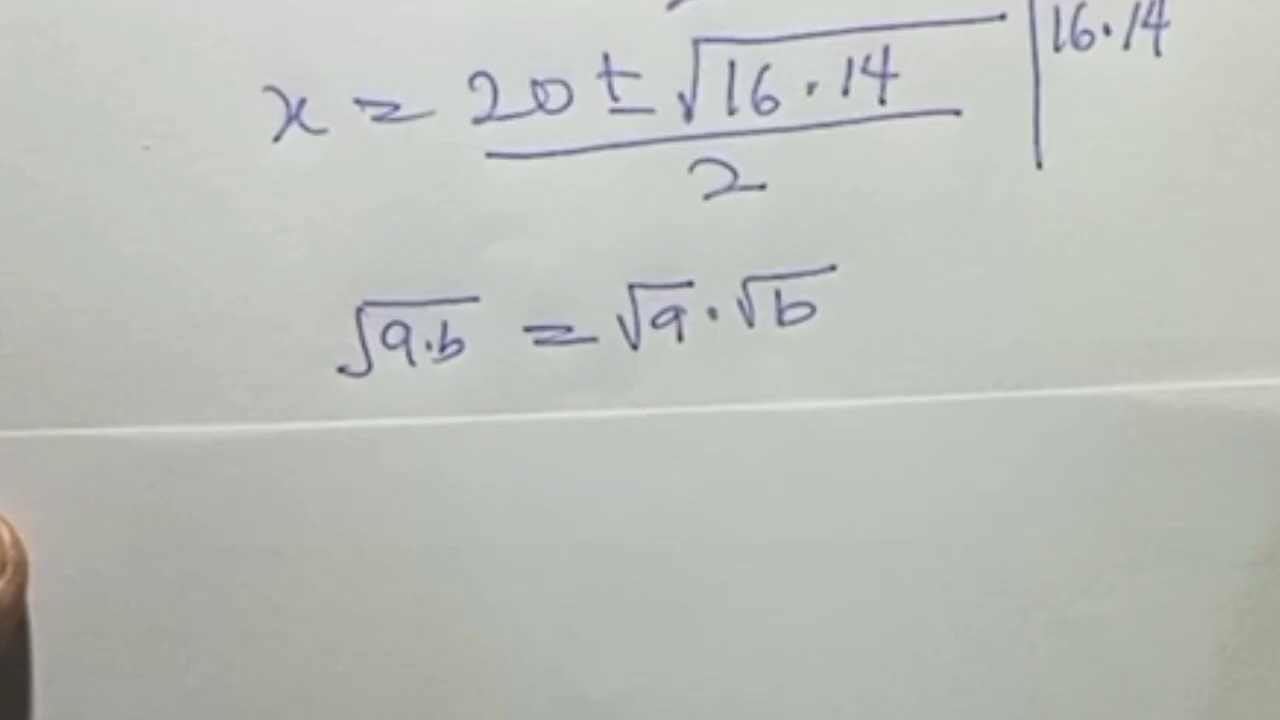 16·14
x = 20 ± √16·14
2
√a·b = √a·√b